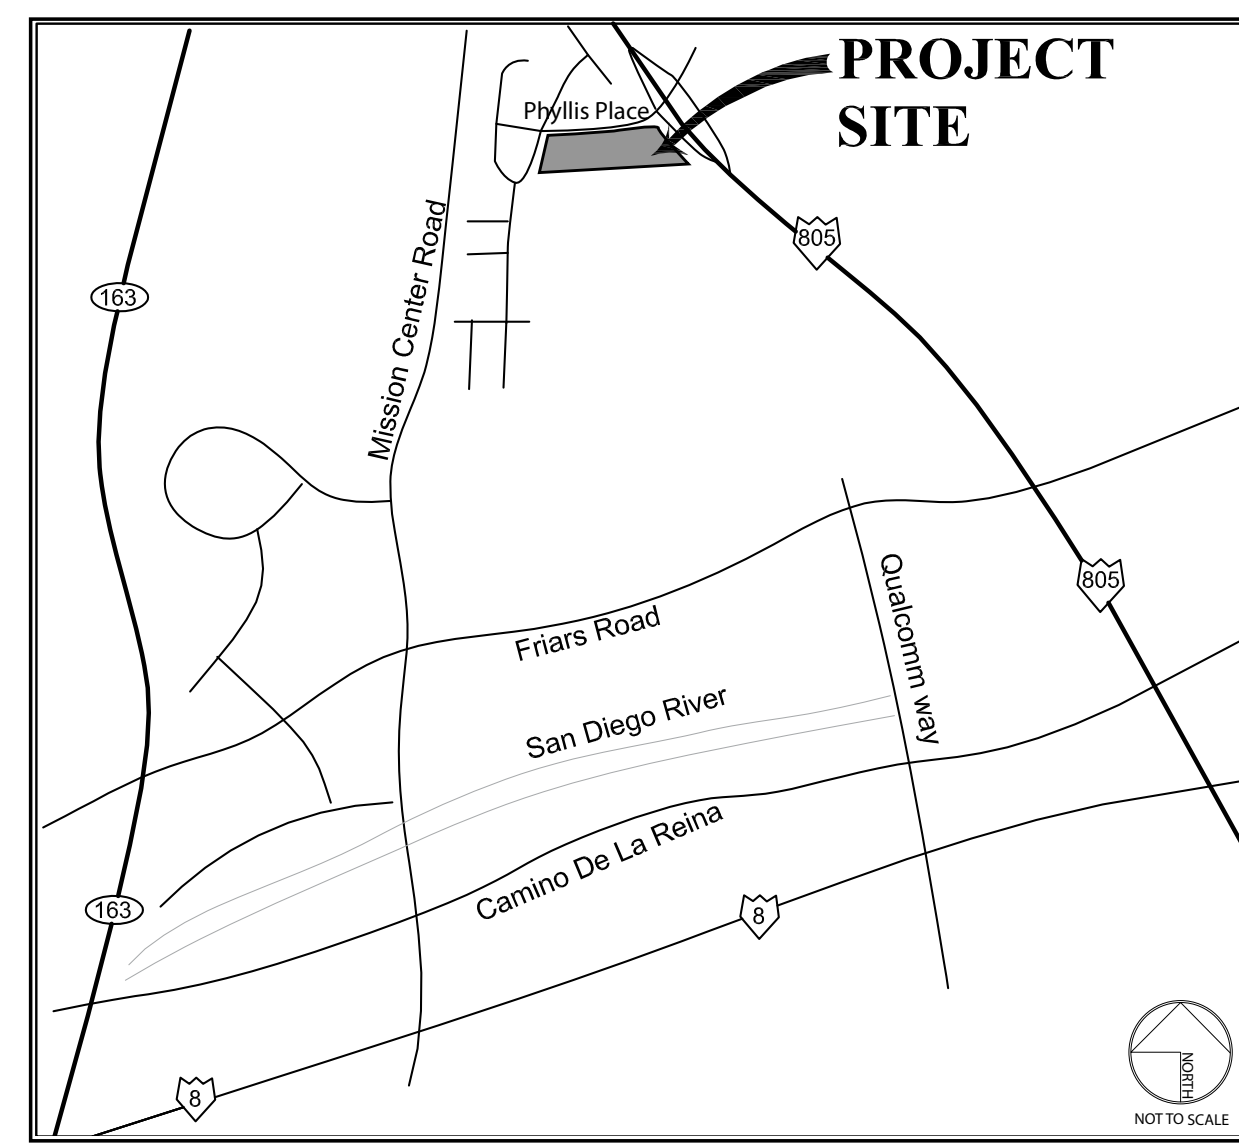 PROJECT
SITE
Phyllis Place
805
Mission Center Road
163
805
Qualcomm way
Friars Road
San Diego River
Camino De La Reina
163
8
8
NORTH
NOT TO SCALE